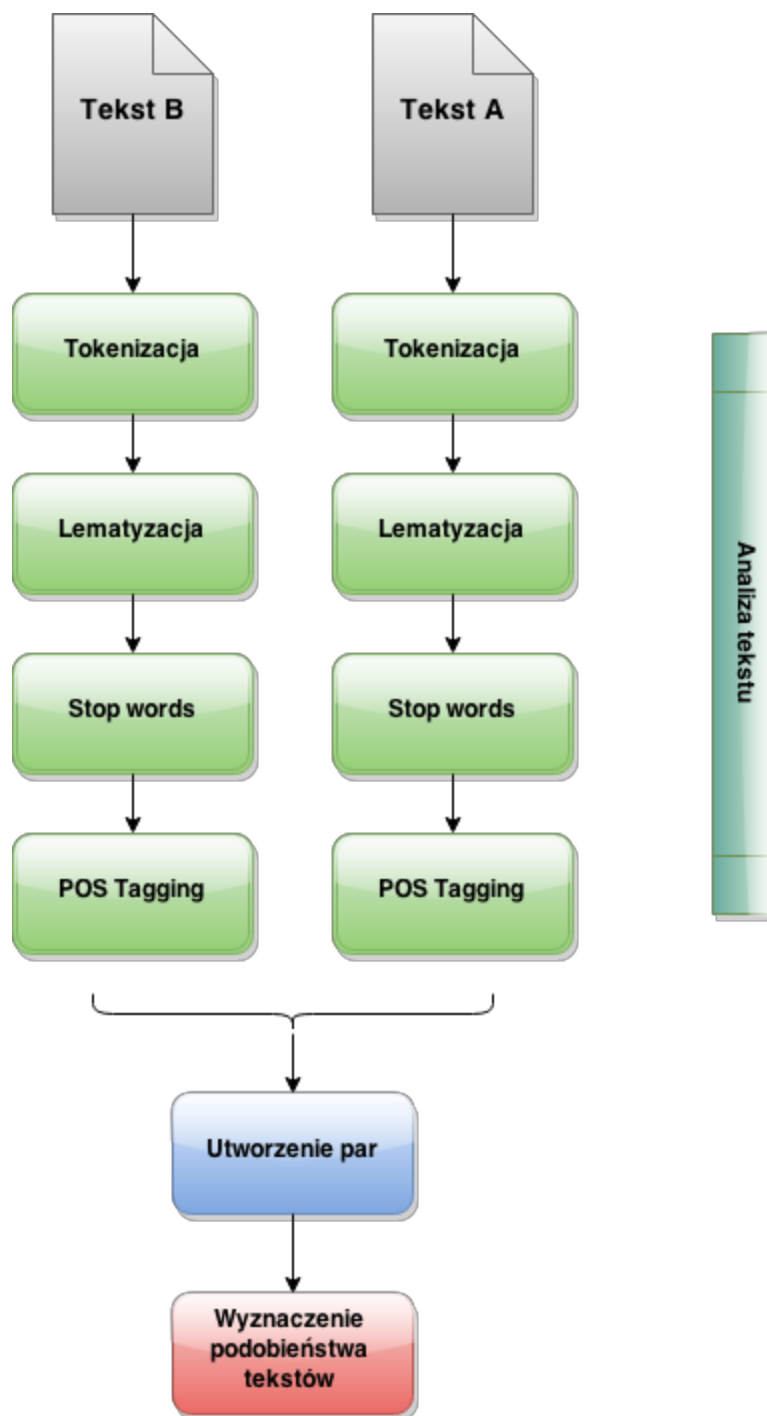 Tekst B
Tekst A
Tokenizacja
Tokenizacja
Lematyzacja
Lematyzacja
Stop words
Stop words
POS Tagging
POS Tagging
Analiza tekstu
Utworzenie par
Wyznaczenie
podobieństwa
tekstów